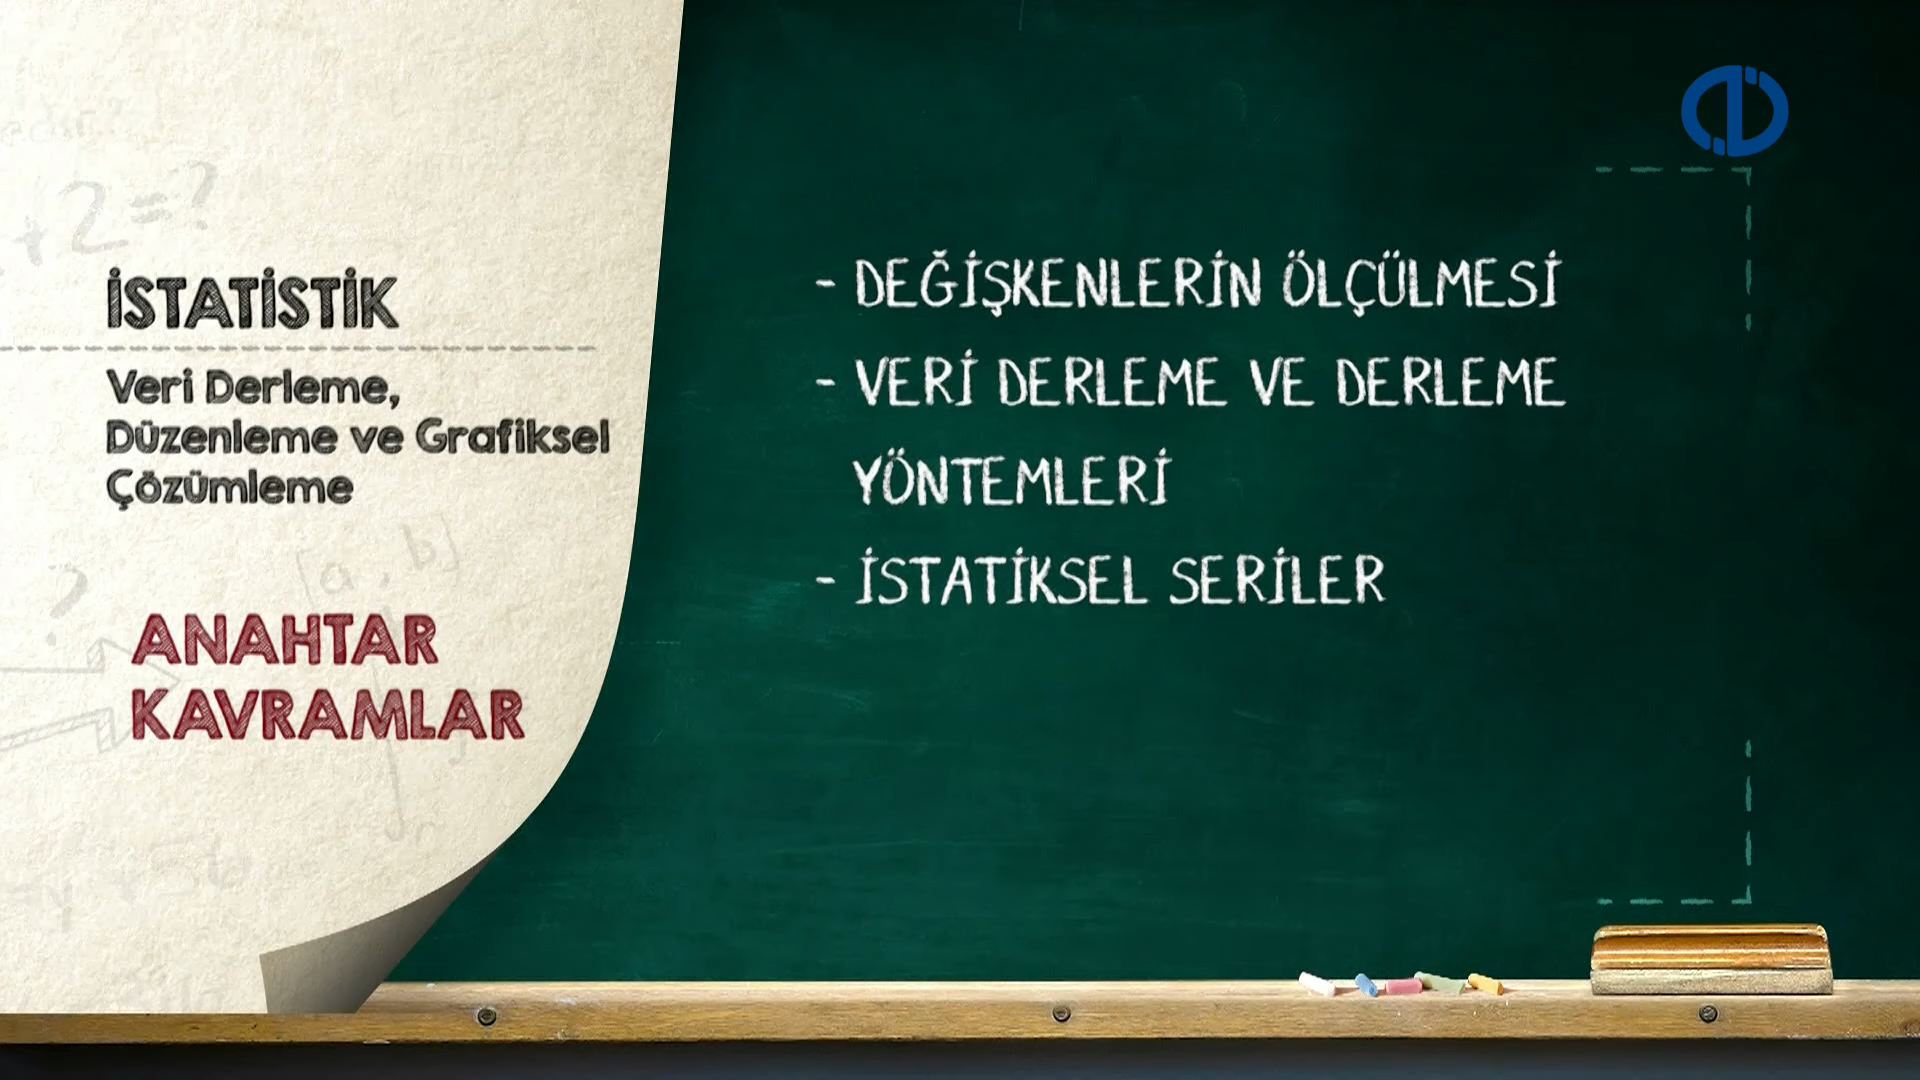 İSTATİSTİK
Veri Derleme,
Düzenleme ve Grafiksel
Çözümleme
ANAHTAR
KAVRAMLAR
- DEĞİŞKENLERİN ÖLÇÜLMESİ
- VERİ DERLEME VE DERLEME
YÖNTEMLERİ
- İSTATİKSEL SERİLER
+2=?
[a,b]